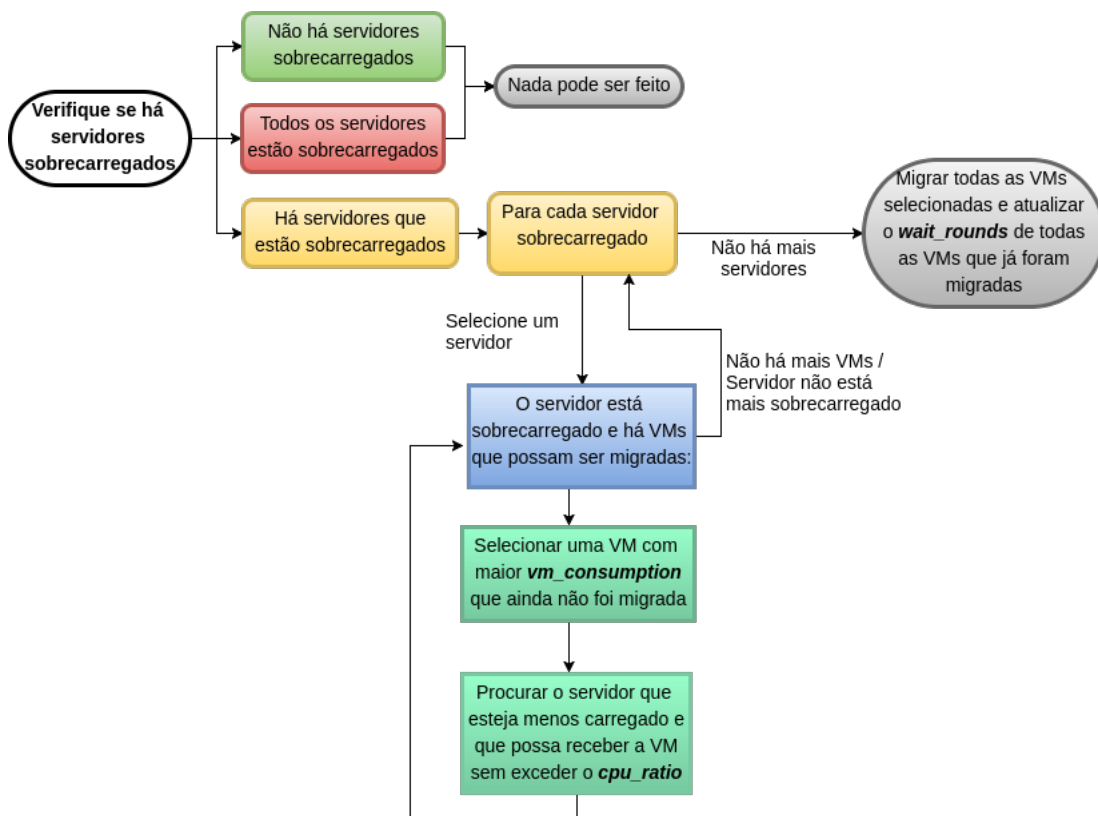 Não há servidores
sobrecarregados
Nada pode ser feito
Verifique se há
servidores
sobrecarregados
Todos os servidores
estão sobrecarregados
Há servidores que
estão sobrecarregados
Para cada servidor
sobrecarregado
Não há mais
servidores
Migrar todas as VMs
selecionadas e atualizar
o wait_rounds de todas
as VMs que já foram
migradas
Selecione um
servidor
Não há mais VMs /
Servidor não está
mais sobrecarregado
O servidor está
sobrecarregado e há VMs
que possam ser migradas:
Selecionar uma VM com
maior vm_consumption
que ainda não foi migrada
Procurar o servidor que
esteja menos carregado e
que possa receber a VM
sem exceder o cpu_ratio